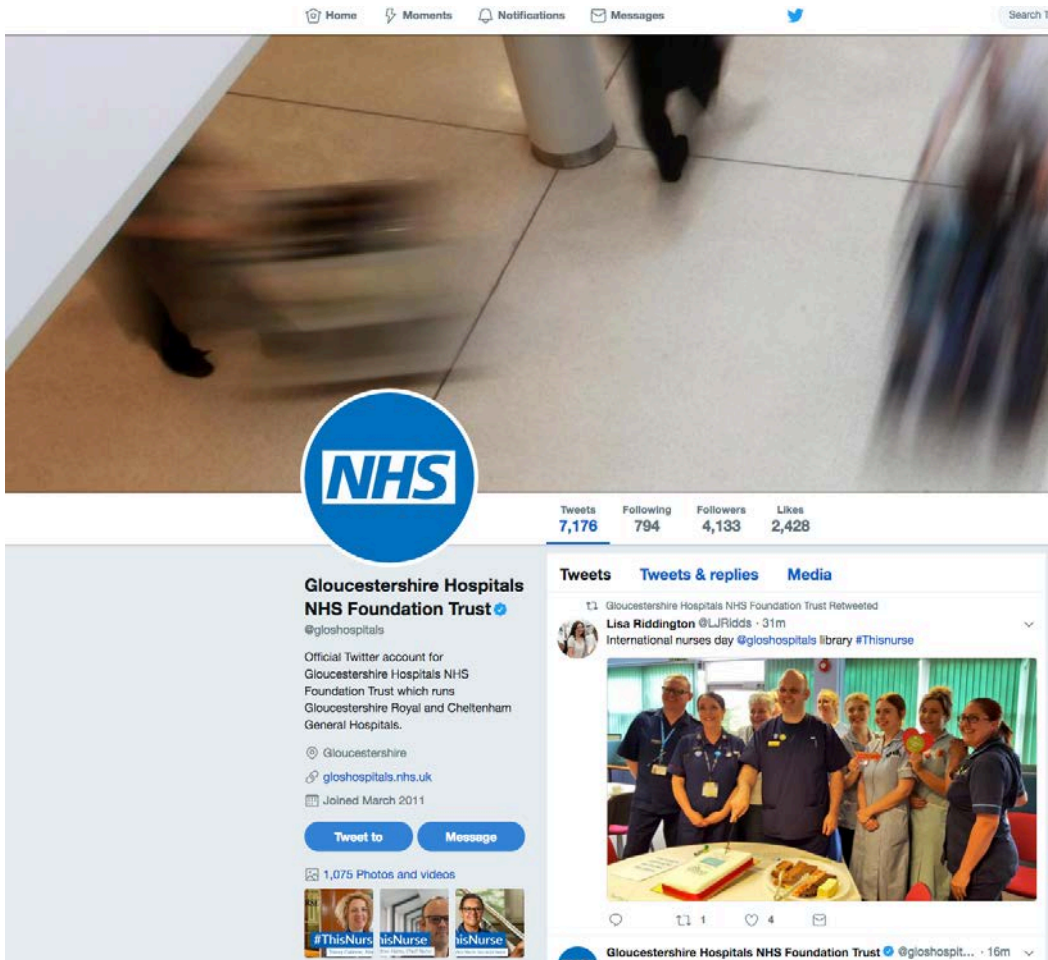 Home Moments Notifications Messages Search T
NHS
Tweets Following Followers Likes
7,176 794 4,133 2,428
Gloucestershire Hospitals
NHS Foundation Trust
@gloshospitals
Official Twitter account for
Gloucestershire Hospitals NHS
Foundation Trust which runs
Gloucestershire Royal and Cheltenham
General Hospitals.
Gloucestershire
gloshospitals.nhs.uk
Joined March 2011
Tweet to Message
1,075 Photos and videos
#ThisNurs hisNurse isNurse
Tweets Tweets & replies Media
Gloucestershire Hospitals NHS Foundation Trust Retweeted
Lisa Riddington @LJRidds · 31m
International nurses day @gloshospitals library #Thisnurse
1 4
Gloucestershire Hospitals NHS Foundation Trust @gloshospit... · 16m